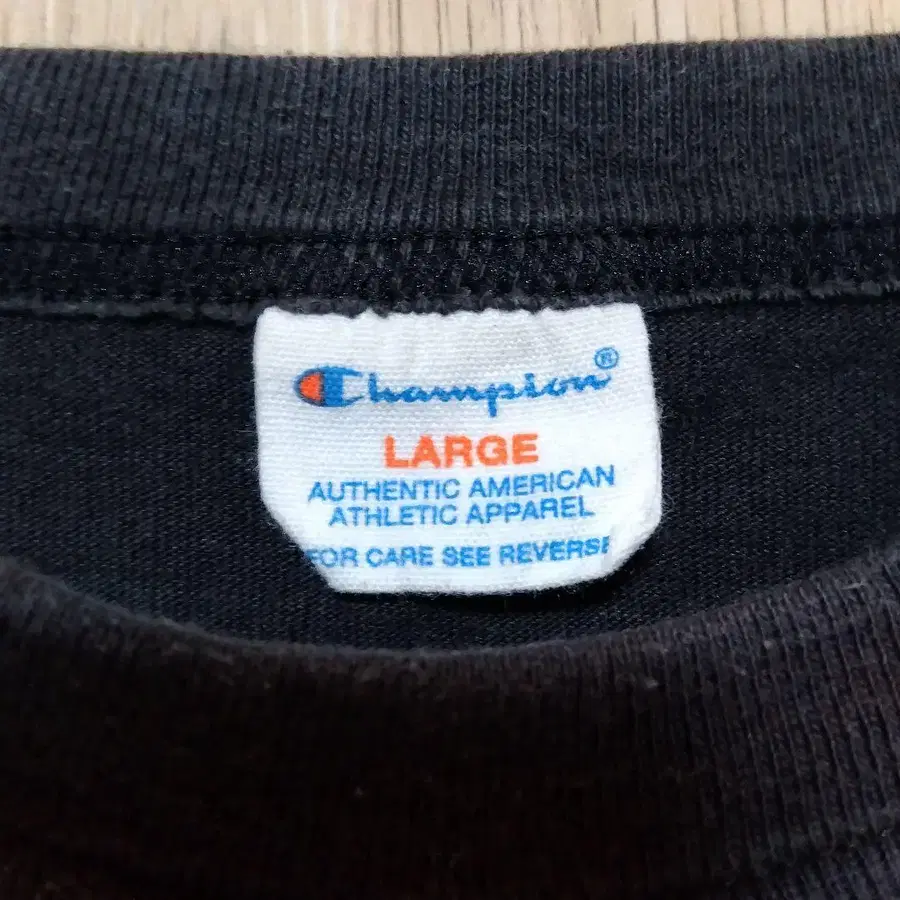 Champion®
LARGE
AUTHENTIC AMERICAN
ATHLETIC APPAREL
FOR CARE SEE REVERSE